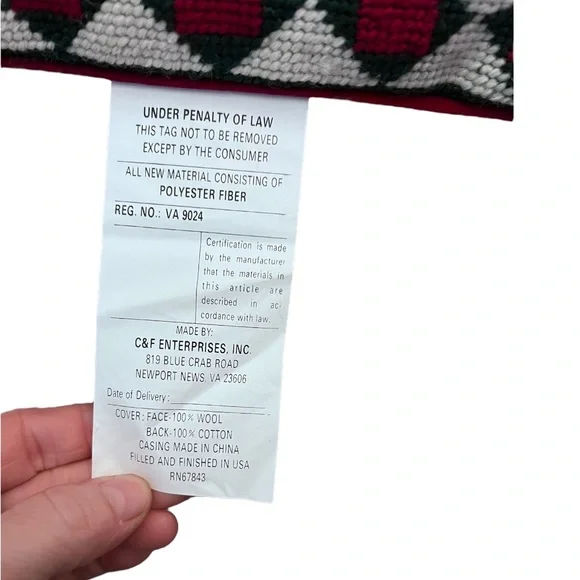 UNDER PENALTY OF LAW
THIS TAG NOT TO BE REMOVED
EXCEPT BY THE CONSUMER
ALL NEW MATERIAL CONSISTING OF
POLYESTER FIBER
REG. NO.: VA 9024
Certification is made
by the manufacturer
that the materials in
this article are
described in ac-
cordance with law.
MADE BY:
C&F ENTERPRISES, INC.
819 BLUE CRAB ROAD
NEWPORT NEWS, VA 23606
Date of Delivery:
COVER: FACE-100% WOOL
BACK-100% COTTON
CASING MADE IN CHINA
FILLED AND FINISHED IN USA
RN67843